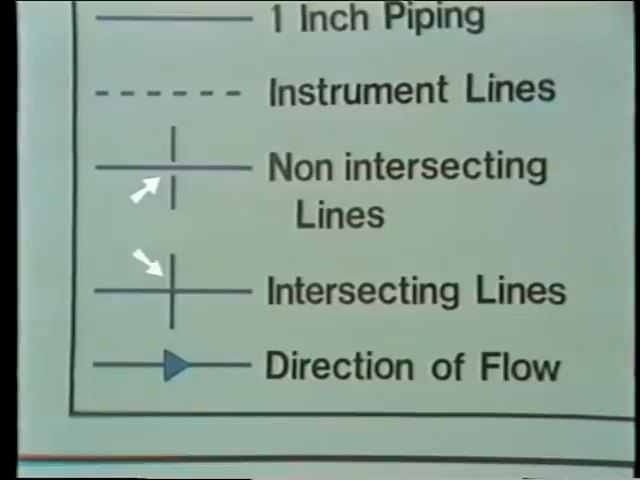 1 Inch Piping
Instrument Lines
Non intersecting
Lines
Intersecting Lines
Direction of Flow